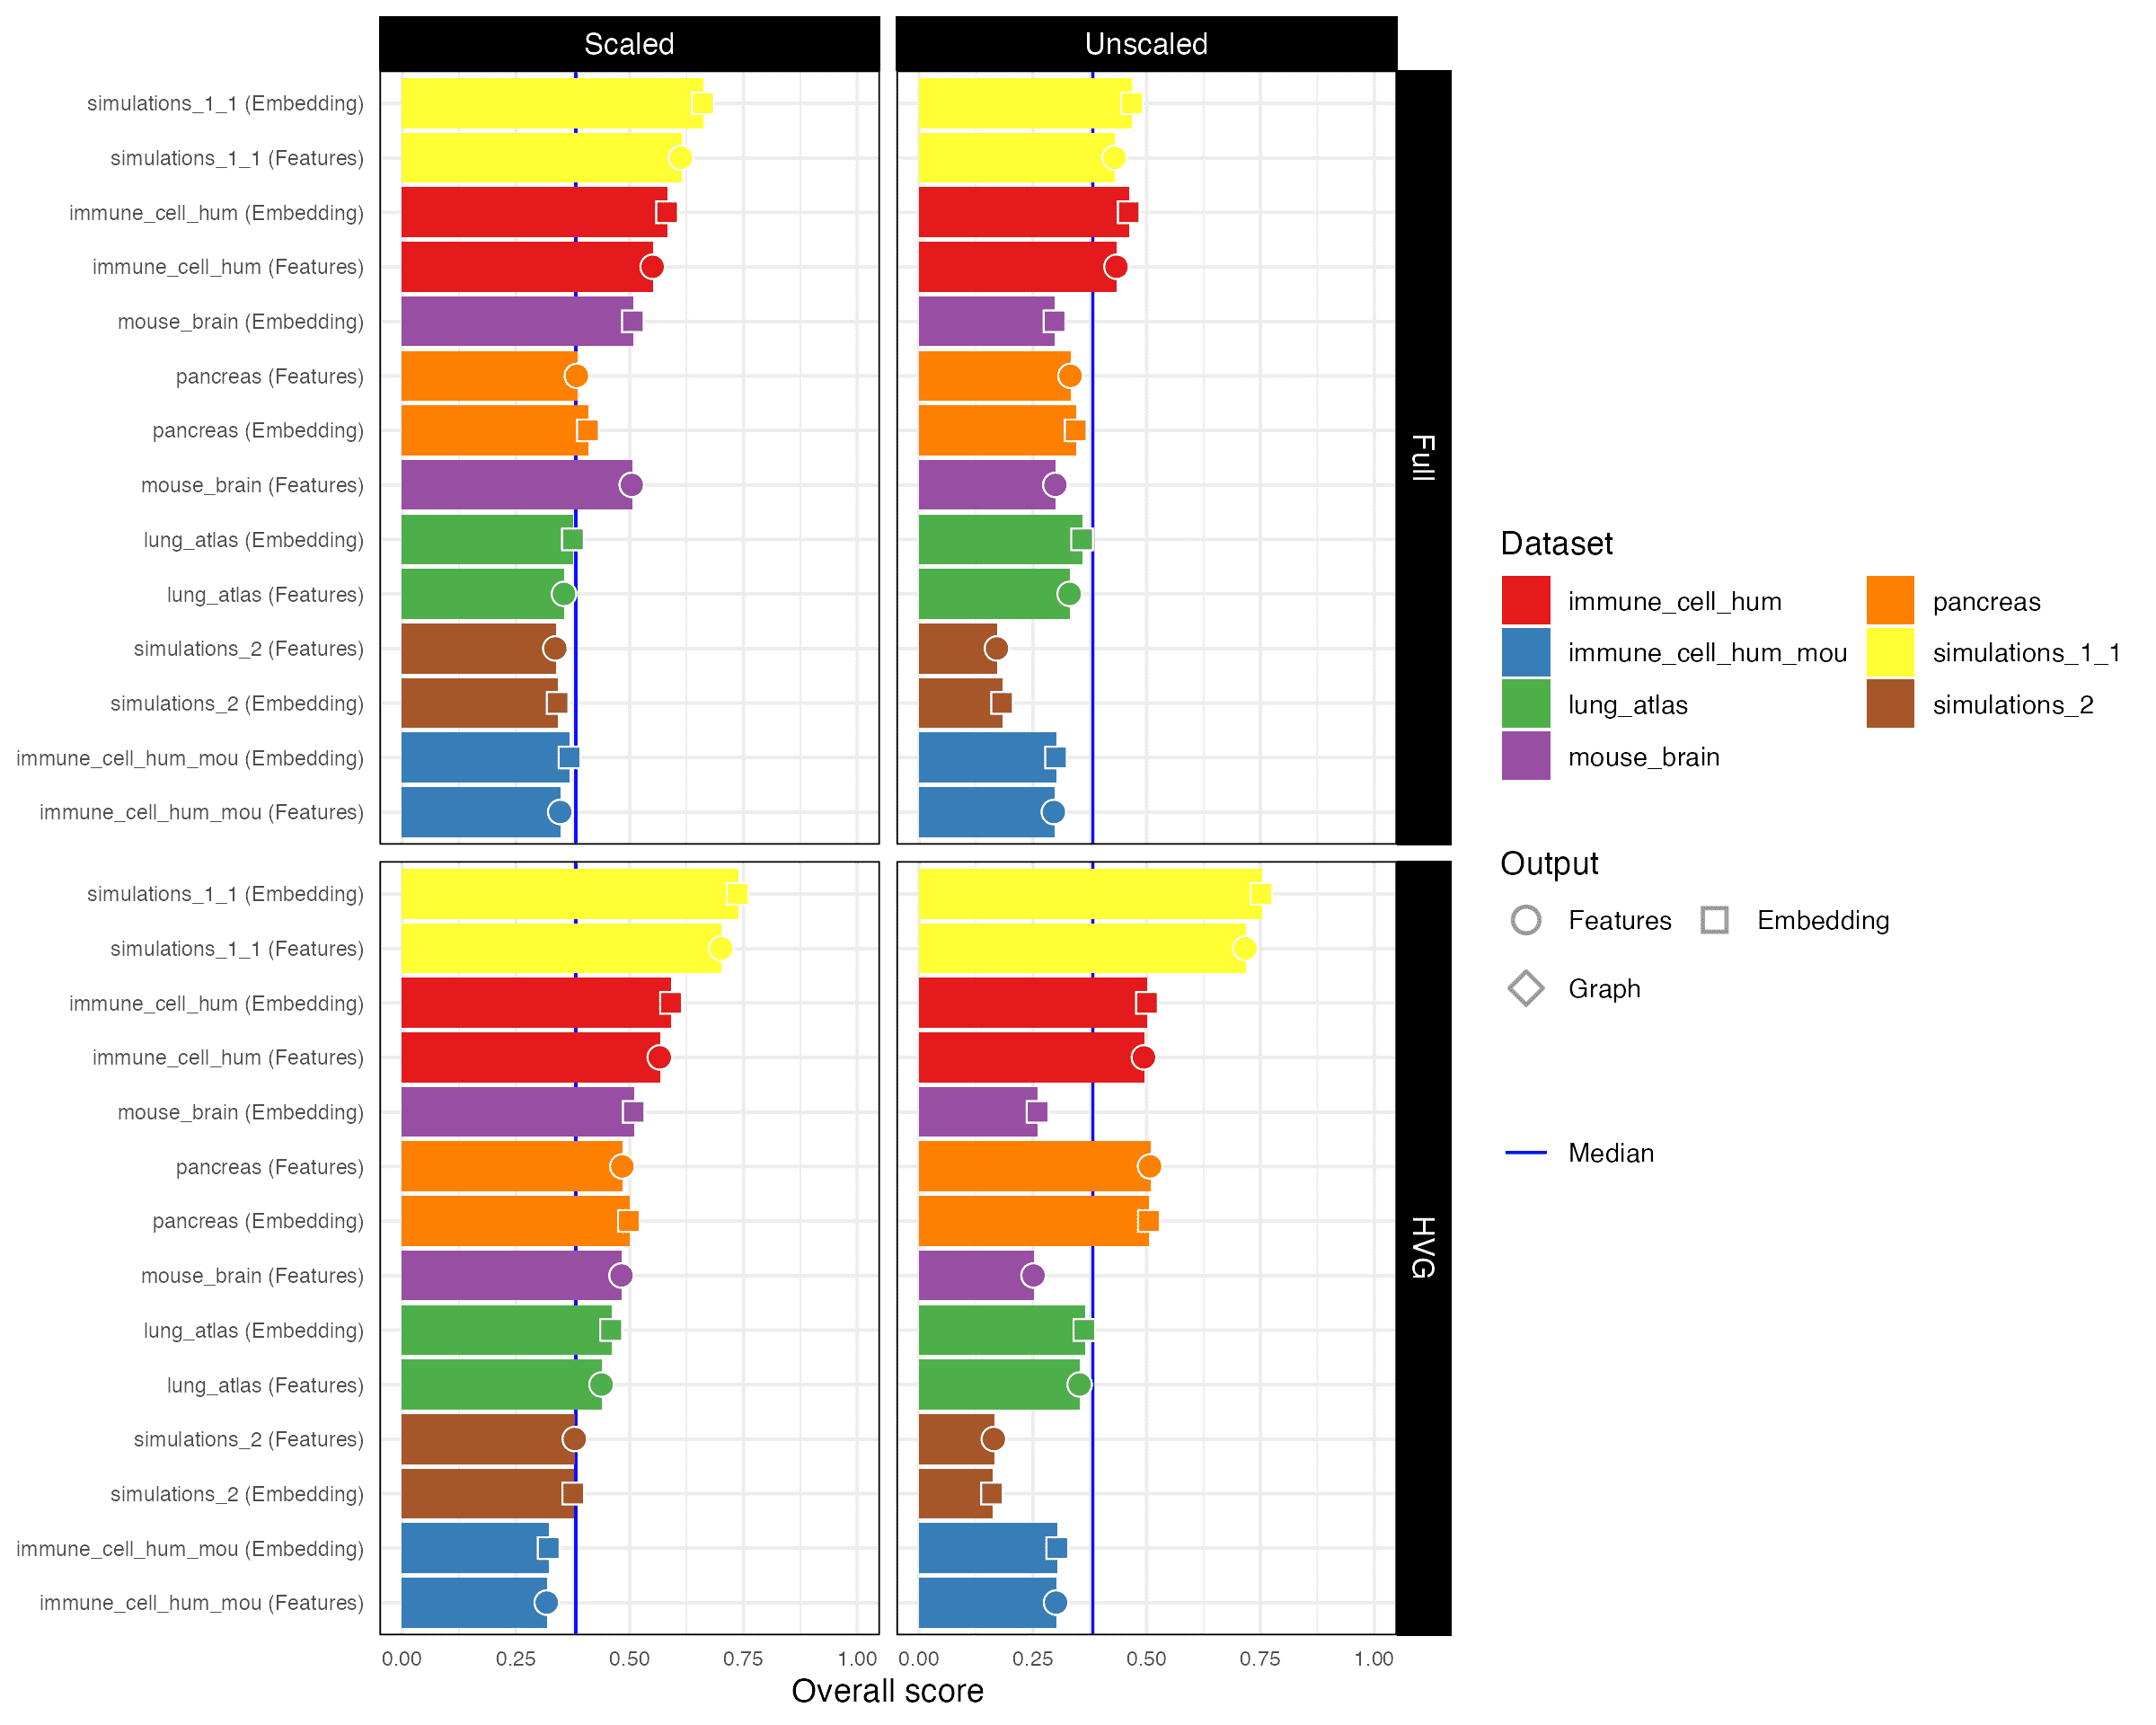 Scaled
Unscaled
simulations_1_1 (Embedding)
simulations_1_1 (Features)
immune_cell_hum (Embedding)
immune_cell_hum (Features)
mouse_brain (Embedding)
pancreas (Features)
pancreas (Embedding)
mouse_brain (Features)
lung_atlas (Embedding)
lung_atlas (Features)
simulations_2 (Features)
simulations_2 (Embedding)
immune_cell_hum_mou (Embedding)
immune_cell_hum_mou (Features)
Full
simulations_1_1 (Embedding)
simulations_1_1 (Features)
immune_cell_hum (Embedding)
immune_cell_hum (Features)
mouse_brain (Embedding)
pancreas (Features)
pancreas (Embedding)
mouse_brain (Features)
lung_atlas (Embedding)
lung_atlas (Features)
simulations_2 (Features)
simulations_2 (Embedding)
immune_cell_hum_mou (Embedding)
immune_cell_hum_mou (Features)
HVG
0.00 0.25 0.50 0.75 1.00 0.00 0.25 0.50 0.75 1.00
Overall score
Dataset
immune_cell_hum
immune_cell_hum_mou
lung_atlas
mouse_brain
pancreas
simulations_1_1
simulations_2
Output
Features
Embedding
Graph
Median